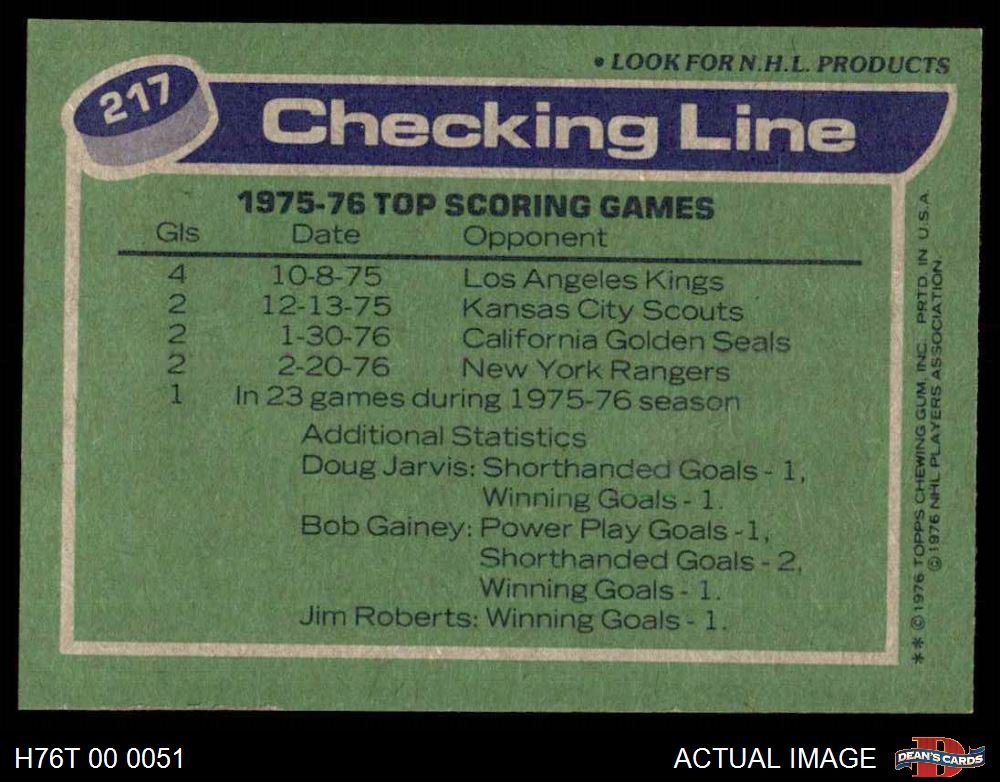 • LOOK FOR N.H.L. PRODUCTS
217
Checking Line
1975-76 TOP SCORING GAMES
Gls Date Opponent
4 10-8-75 Los Angeles Kings
2 12-13-75 Kansas City Scouts
2 1-30-76 California Golden Seals
2 2-20-76 New York Rangers
1 In 23 games during 1975-76 season
Additional Statistics
Doug Jarvis: Shorthanded Goals - 1,
Winning Goals - 1.
Bob Gainey: Power Play Goals -1,
Shorthanded Goals - 2,
Winning Goals - 1.
Jim Roberts: Winning Goals - 1.
** © 1976 TOPPS CHEWING GUM, INC. PRTD. IN U.S.A.
© 1976 NHL PLAYERS ASSOCIATION.
H76T 00 0051
ACTUAL IMAGE
D
DEAN'S CARDS